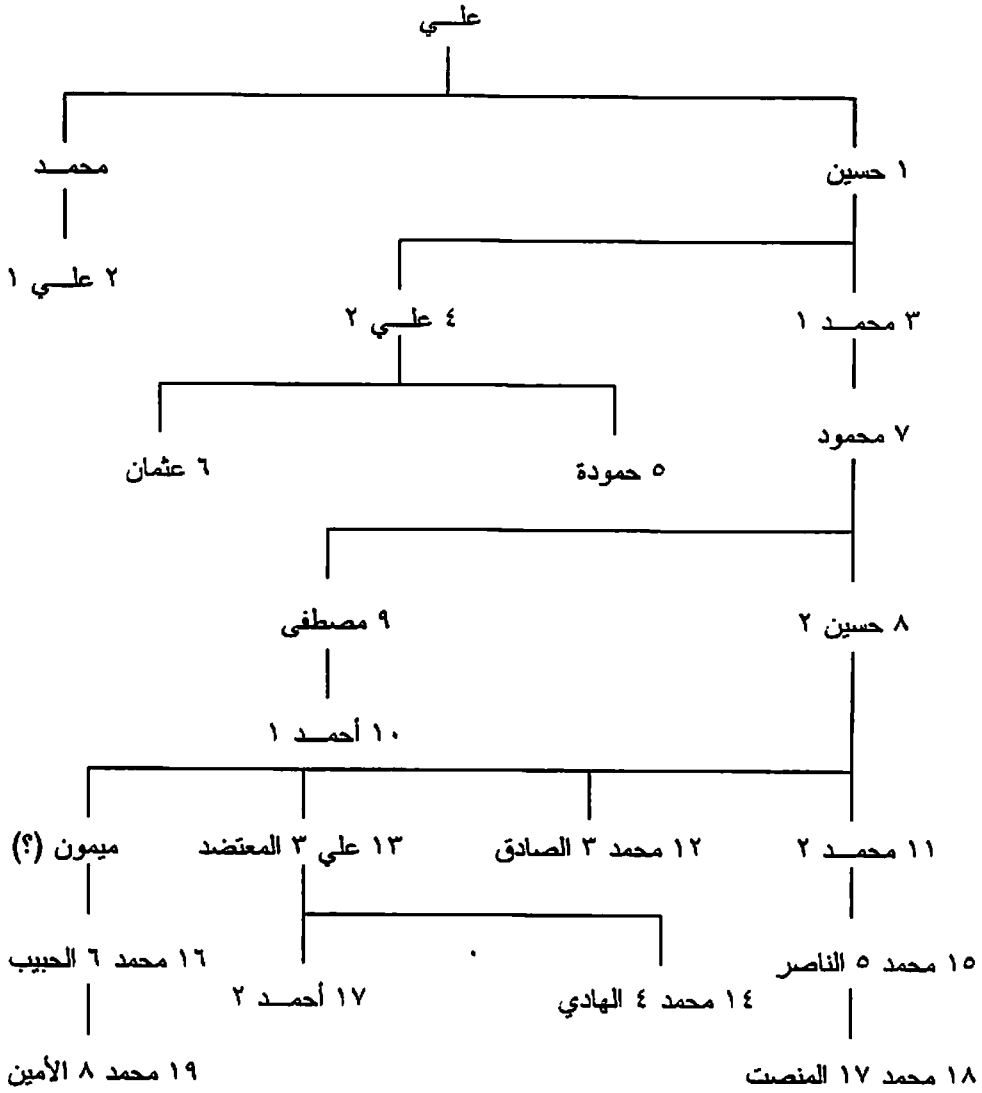 علي
١ حسين
محمد
٢ علي ١
٣ محمد ١
٤ علي ٢
٧ محمود
٥ حمودة
٦ عثمان
٨ حسين ٢
٩ مصطفى
١٠ أحمد ١
١١ محمد ٢
١٢ محمد ٣ الصادق
١٣ علي ٣ المعتضد
ميمون (؟)
١٥ محمد ٥ الناصر
١٦ محمد ٦ الحبيب
١٤ محمد ٤ الهادي
١٧ أحمد ٢
١٨ محمد ١٧ المنصت
١٩ محمد ٨ الأمين